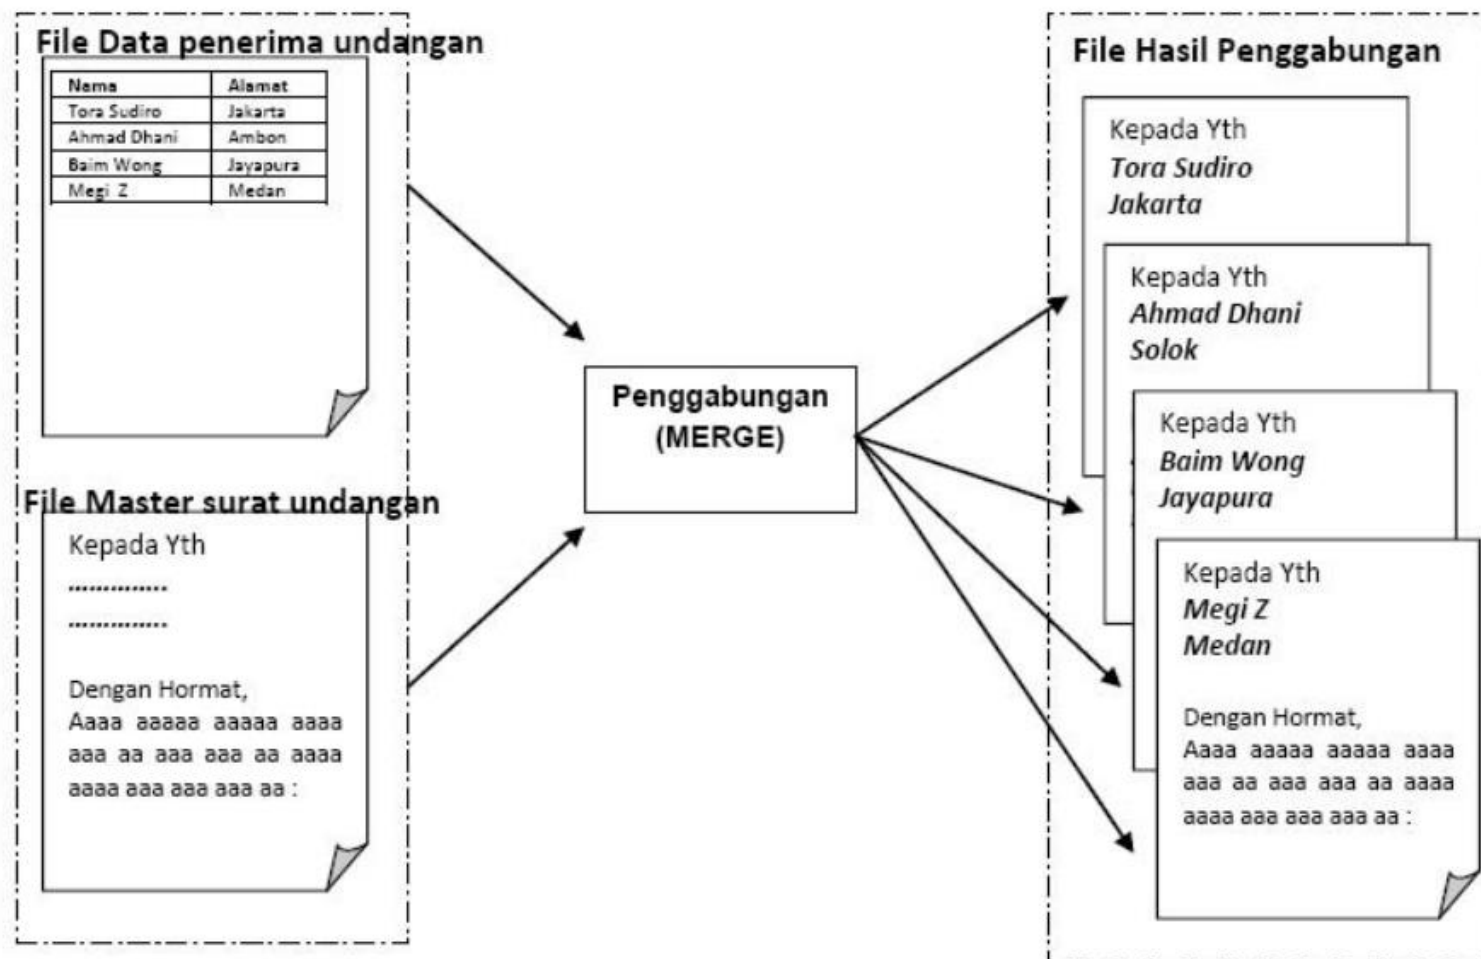 File Data penerima undangan
Nama Alamat
Tora Sudiro Jakarta
Ahmad Dhani Ambon
Baim Wong Jayapura
Megi Z Medan
File Master surat undangan
Kepada Yth
..............
..............
Dengan Hormat,
Aaaa aaaaa aaaaa aaaa
aaa aa aaa aaa aa aaaa
aaaa aaa aaa aaa aa :
Penggabungan
(MERGE)
File Hasil Penggabungan
Kepada Yth
Tora Sudiro
Jakarta
Kepada Yth
Ahmad Dhani
Solok
Kepada Yth
Baim Wong
Jayapura
Kepada Yth
Megi Z
Medan
Dengan Hormat,
Aaaa aaaaa aaaaa aaaa
aaa aa aaa aaa aa aaaa
aaaa aaa aaa aaa aa :